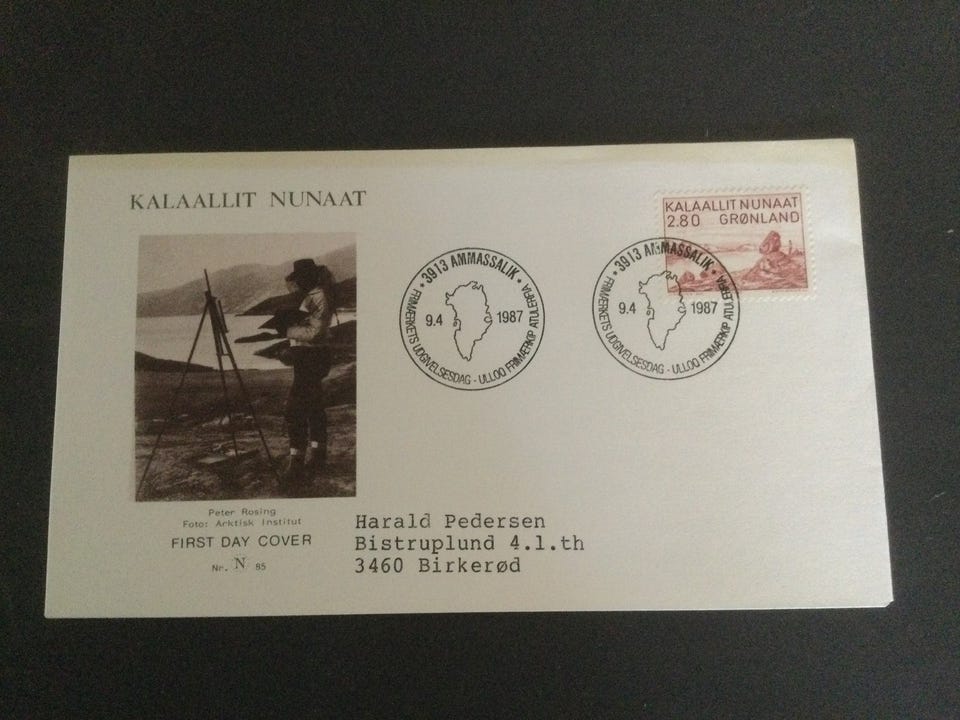 KALAALLIT NUNAAT
KALAALLIT NUNAAT
2.80 GRØNLAND
• 3913 AMMASSALIK •
9.4 1987
FRIMÆRKETS UDGIVELSESDAG - ULLOQ FRIMÆRKIP ATULERFIA
• 3913 AMMASSALIK •
9.4 1987
FRIMÆRKETS UDGIVELSESDAG - ULLOQ FRIMÆRKIP ATULERFIA
Peter Rosing
Foto: Arktisk Institut
FIRST DAY COVER
Nr. N 85
Harald Pedersen
Bistruplund 4.1.th
3460 Birkerød